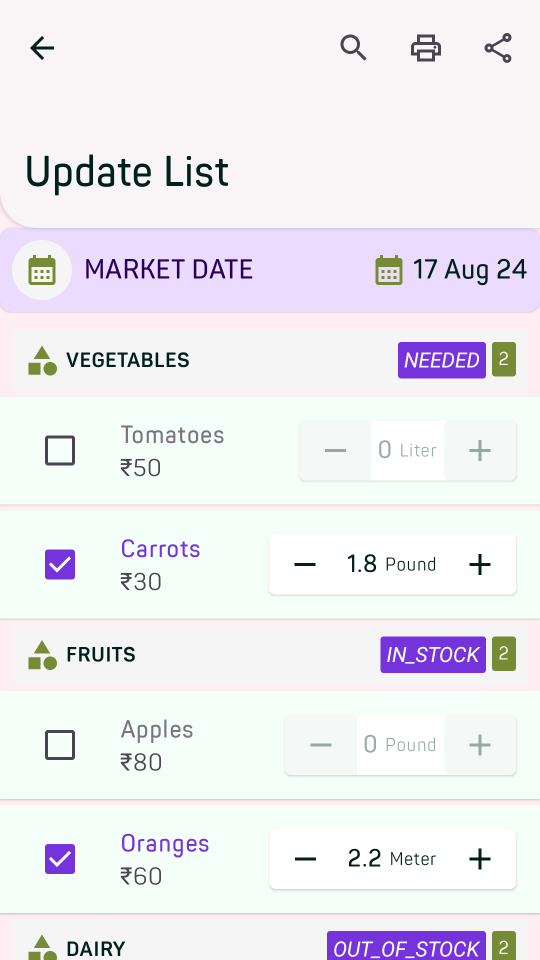 Update List
MARKET DATE 17 Aug 24
VEGETABLES NEEDED 2
Tomatoes
₹50
0 Liter
Carrots
₹30
1.8 Pound
FRUITS IN_STOCK 2
Apples
₹80
0 Pound
Oranges
₹60
2.2 Meter
DAIRY OUT_OF_STOCK 2